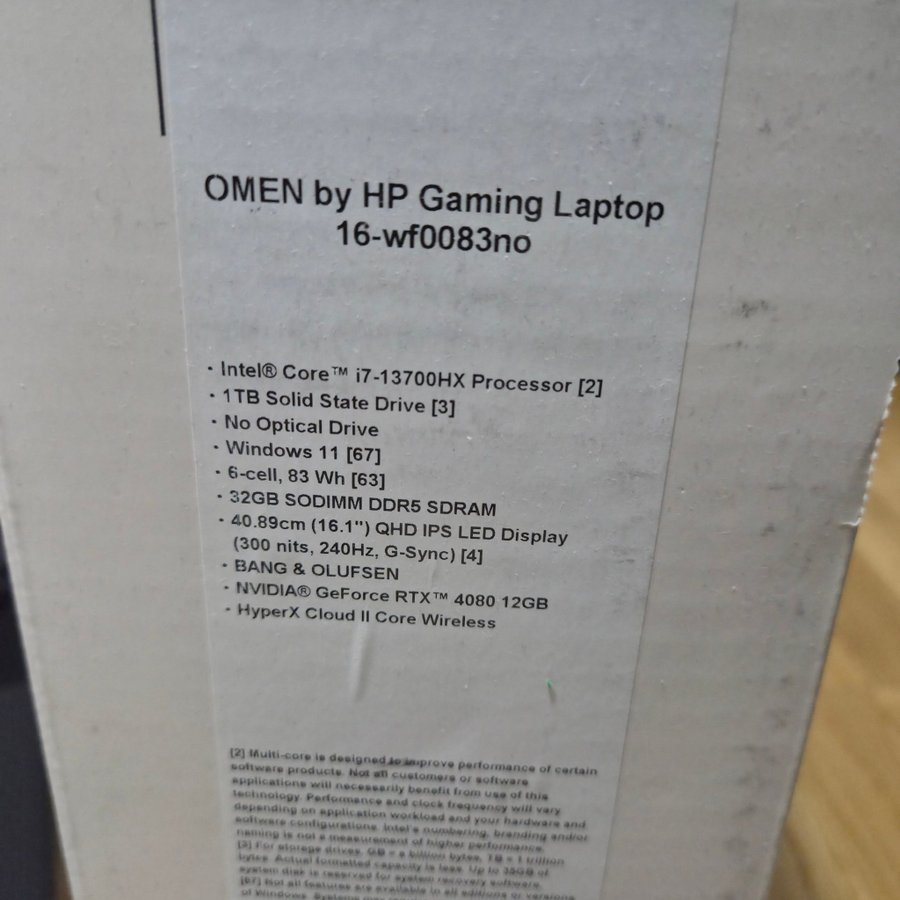 OMEN by HP Gaming Laptop
16-wf0083no
· Intel® Core™ i7-13700HX Processor [2]
· 1TB Solid State Drive [3]
· No Optical Drive
· Windows 11 [67]
· 6-cell, 83 Wh [63]
· 32GB SODIMM DDR5 SDRAM
· 40.89cm (16.1") QHD IPS LED Display
(300 nits, 240Hz, G-Sync) [4]
· BANG & OLUFSEN
· NVIDIA® GeForce RTX™ 4080 12GB
· HyperX Cloud II Core Wireless
[2] Multi-core is designed to improve performance of certain
software products. Not all customers or software
applications will necessarily benefit from use of this
technology. Performance and clock frequency will vary
depending on application workload and your hardware and
software configurations. Intel's numbering, branding and/or
naming is not a measurement of higher performance.
[3] For storage drives, GB = a billion bytes, TB = 1 trillion
bytes. Actual formatted capacity is less. Up to 35GB of
system disk is reserved for system recovery software.
[67] Not all features are available in all editions or versions
of Windows. Systems may